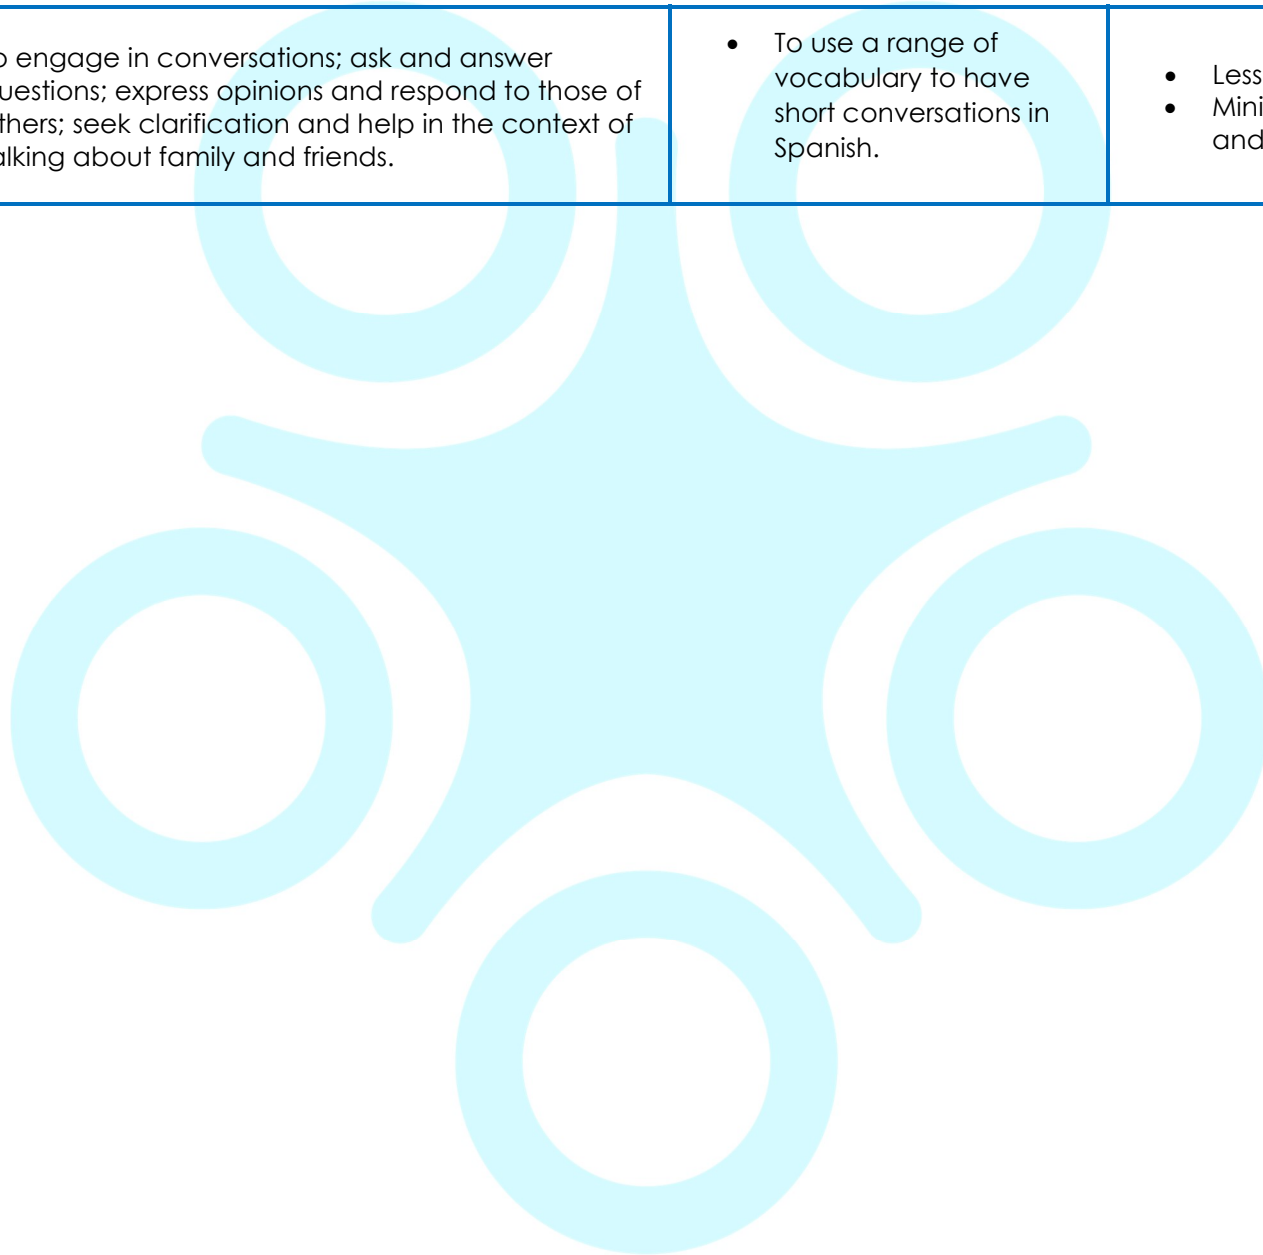 o engage in conversations; ask and answer
uestions; express opinions and respond to those of
thers; seek clarification and help in the context of
alking about family and friends.
• To use a range of
vocabulary to have
short conversations in
Spanish.
• Less
• Mini
and